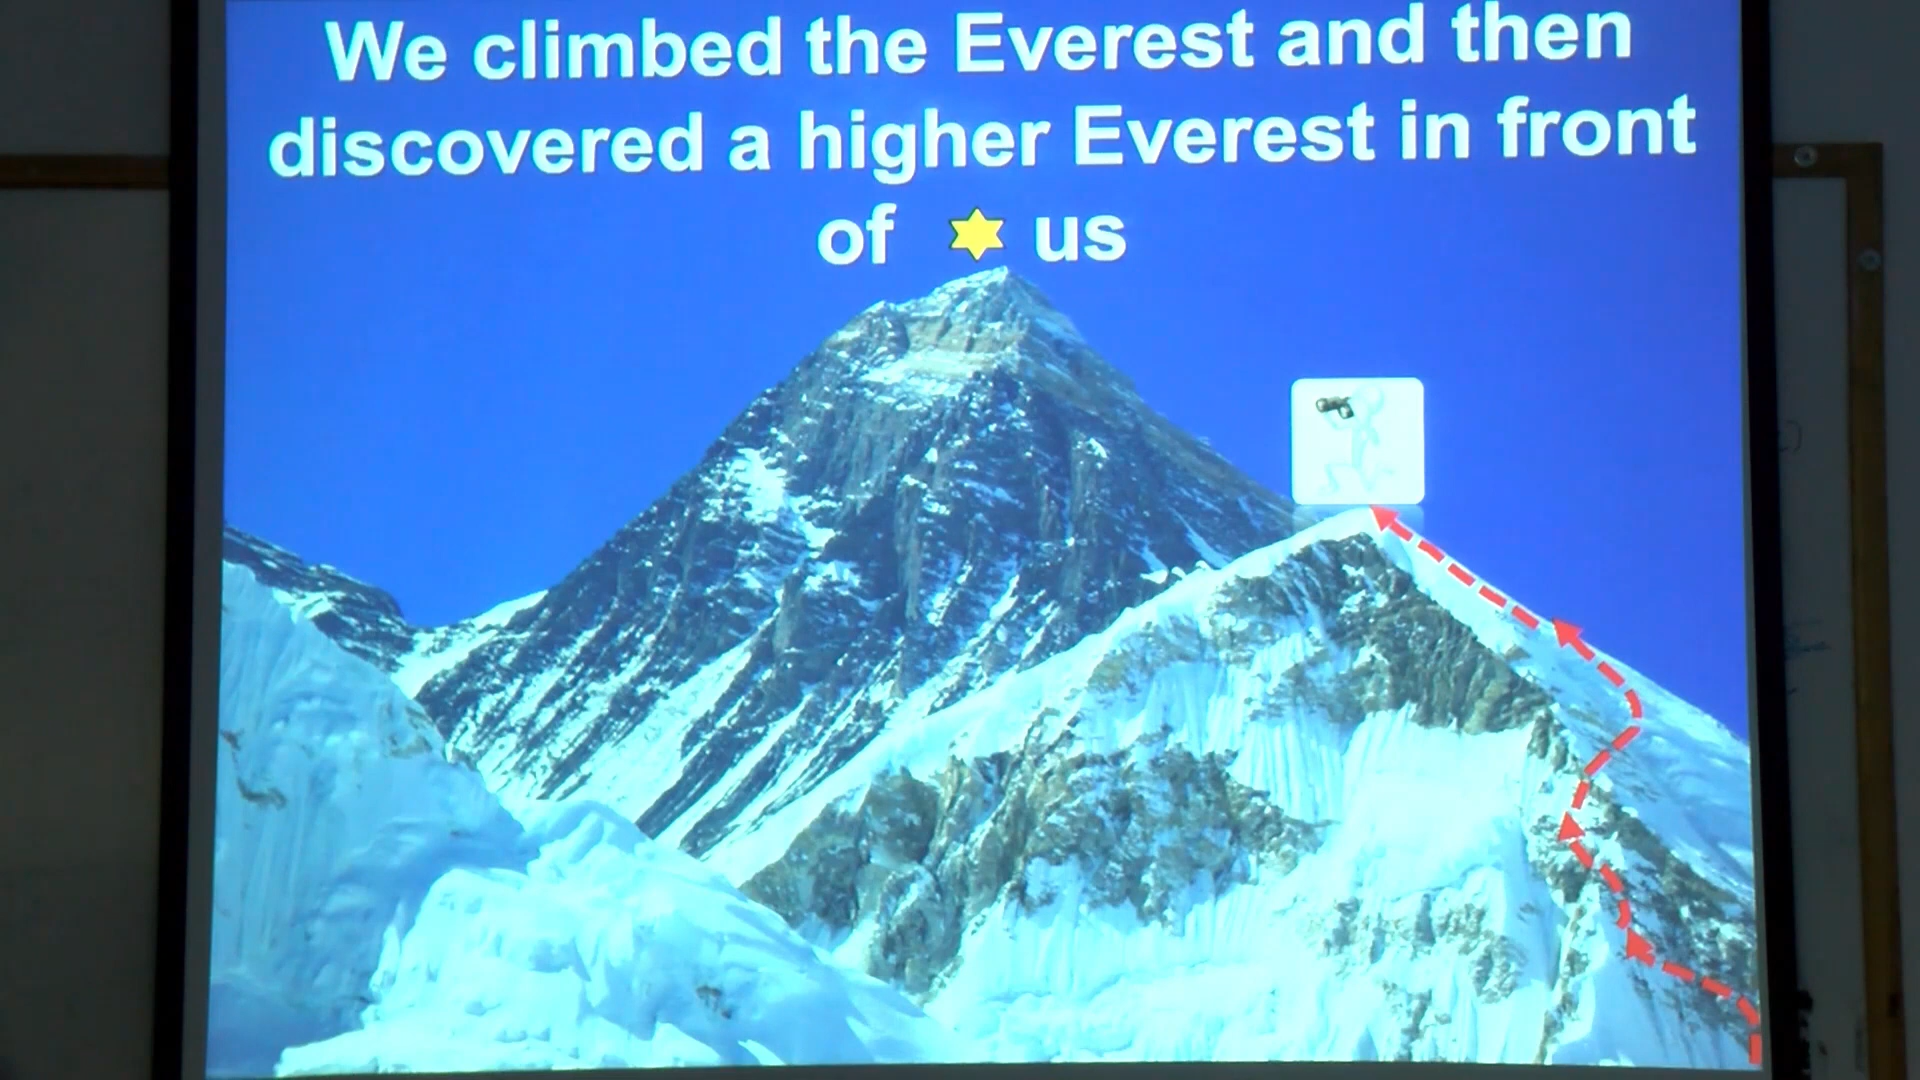 We climbed the Everest and then
discovered a higher Everest in front
of us